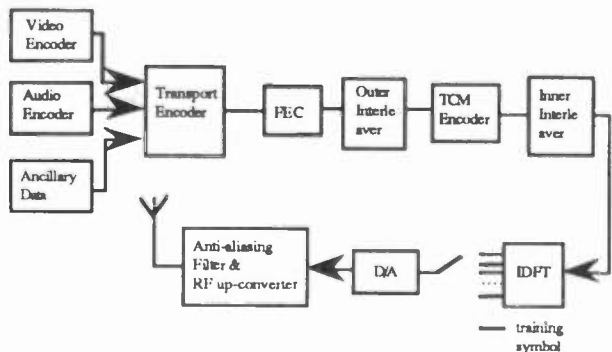 Video
Encoder
Audio
Encoder
Ancillary
Data
Transport
Encoder
FEC
Outer
Interle
aver
TCM
Encoder
Inner
Interle
aver
Anti-aliasing
Filter &
RF up-converter
D/A
IDFT
training
symbol